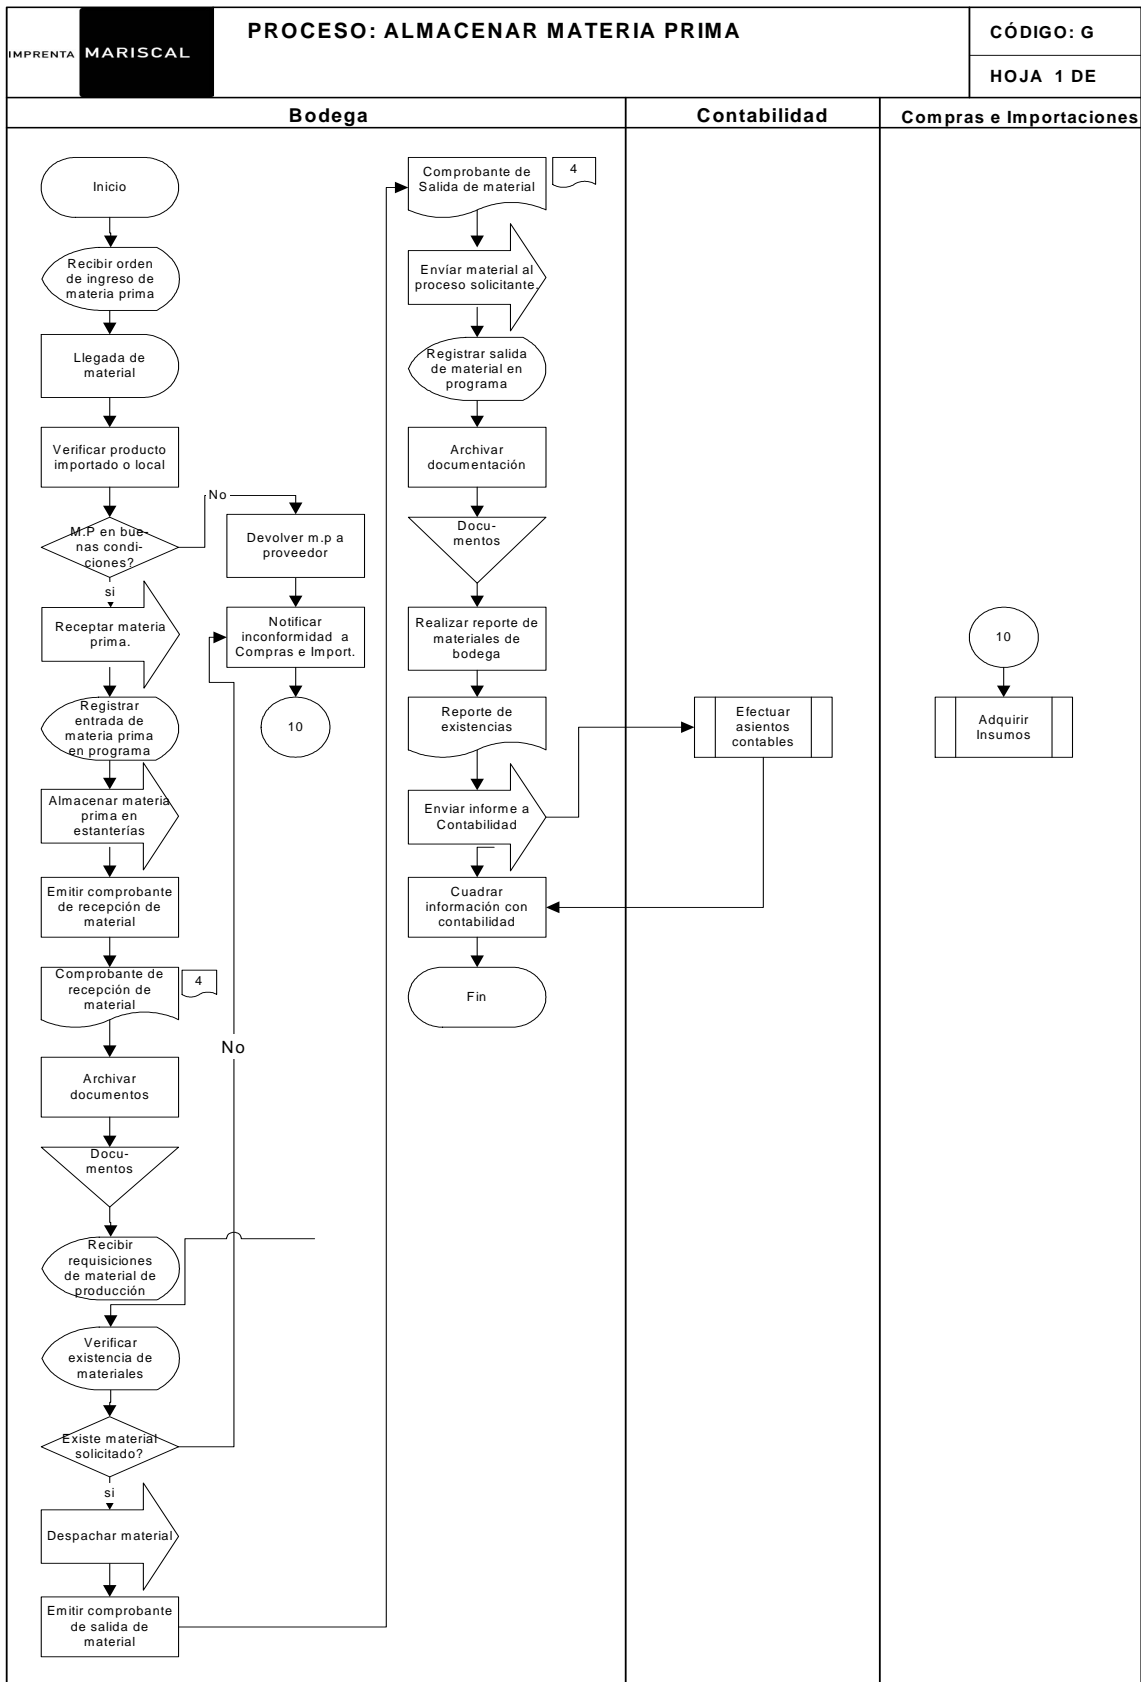 IMPRENTA MARISCAL
PROCESO: ALMACENAR MATERIA PRIMA
CÓDIGO: G
HOJA 1 DE
Bodega
Contabilidad
Compras e Importaciones
Inicio
Recibir orden
de ingreso de
materia prima
Llegada de
material
Verificar producto
importado o local
M.P en bue-
nas condi-
ciones?
No
Devolver m.p a
proveedor
Notificar
inconformidad a
Compras e Import.
10
si
Receptar materia
prima.
Registrar
entrada de
materia prima
en programa
Almacenar materia
prima en
estanterías
Emitir comprobante
de recepción de
material
Comprobante de
recepción de
material
4
Archivar
documentos
Docu-
mentos
Recibir
requisiciones
de material de
producción
Verificar
existencia de
materiales
Existe material
solicitado?
No
si
Despachar material
Emitir comprobante
de salida de
material
Comprobante de
Salida de material
4
Envíar material al
proceso solicitante.
Registrar salida
de material en
programa
Archivar
documentación
Docu-
mentos
Realizar reporte de
materiales de
bodega
Reporte de
existencias
Enviar informe a
Contabilidad
Cuadrar
información con
contabilidad
Fin
Efectuar
asientos
contables
10
Adquirir
Insumos